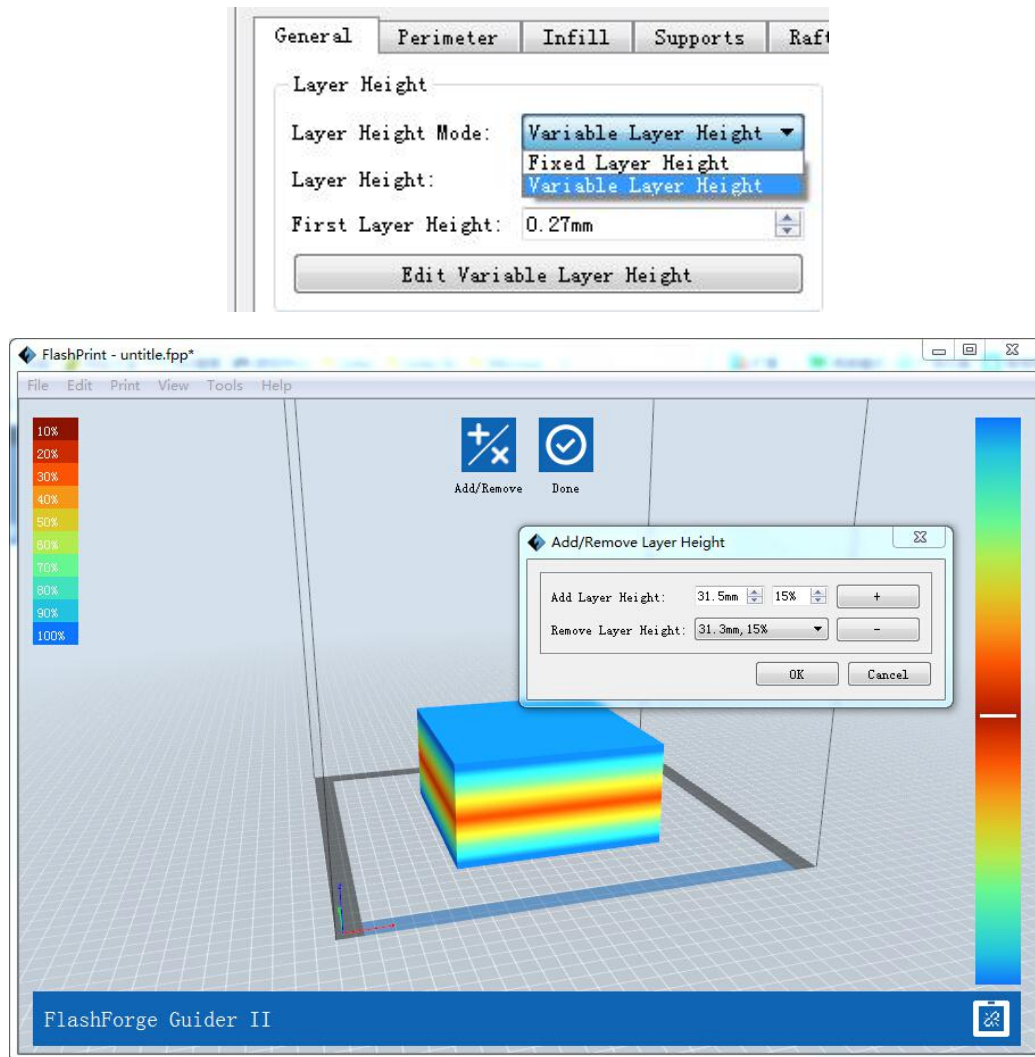 General Perimeter Infill Supports Raft
Layer Height
Layer Height Mode: Variable Layer Height
Fixed Layer Height
Layer Height: Variable Layer Height
First Layer Height: 0.27mm
Edit Variable Layer Height
FlashPrint - untitle.fpp*
File Edit Print View Tools Help
10%
20%
30%
40%
50%
60%
70%
80%
90%
100%
Add/Remove Done
Add/Remove Layer Height
Add Layer Height: 31.5mm 15% +
Remove Layer Height: 31.3mm,15% -
OK Cancel
FlashForge Guider II